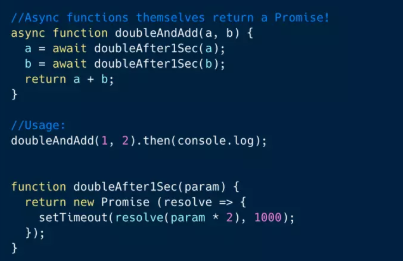 //Async functions themselves return a Promise!
async function doubleAndAdd(a, b) {
  a = await doubleAfter1Sec(a);
  b = await doubleAfter1Sec(b);
  return a + b;
}
//Usage:
doubleAndAdd(1, 2).then(console.log);
function doubleAfter1Sec(param) {
  return new Promise (resolve => {
    setTimeout(resolve(param * 2), 1000);
  });
}